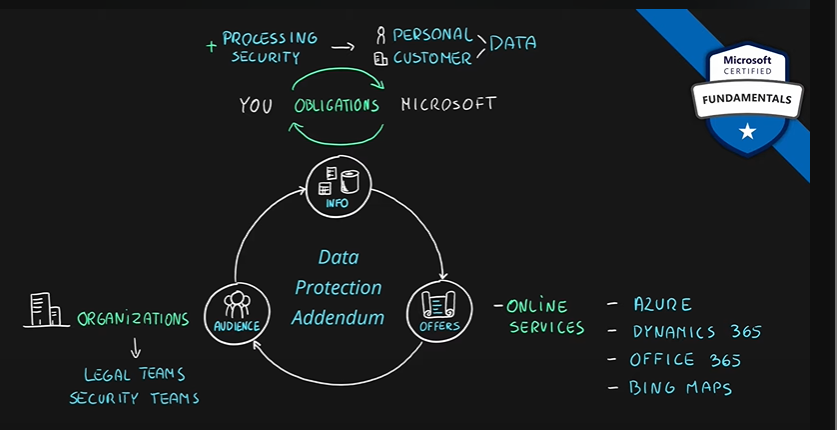 + PROCESSING
SECURITY
PERSONAL
CUSTOMER
DATA
YOU OBLIGATIONS MICROSOFT
INFO
Data
Protection
Addendum
AUDIENCE
OFFERS
ORGANIZATIONS
LEGAL TEAMS
SECURITY TEAMS
- ONLINE
SERVICES
- AZURE
- DYNAMICS 365
- OFFICE 365
- BING MAPS
Microsoft
CERTIFIED
FUNDAMENTALS